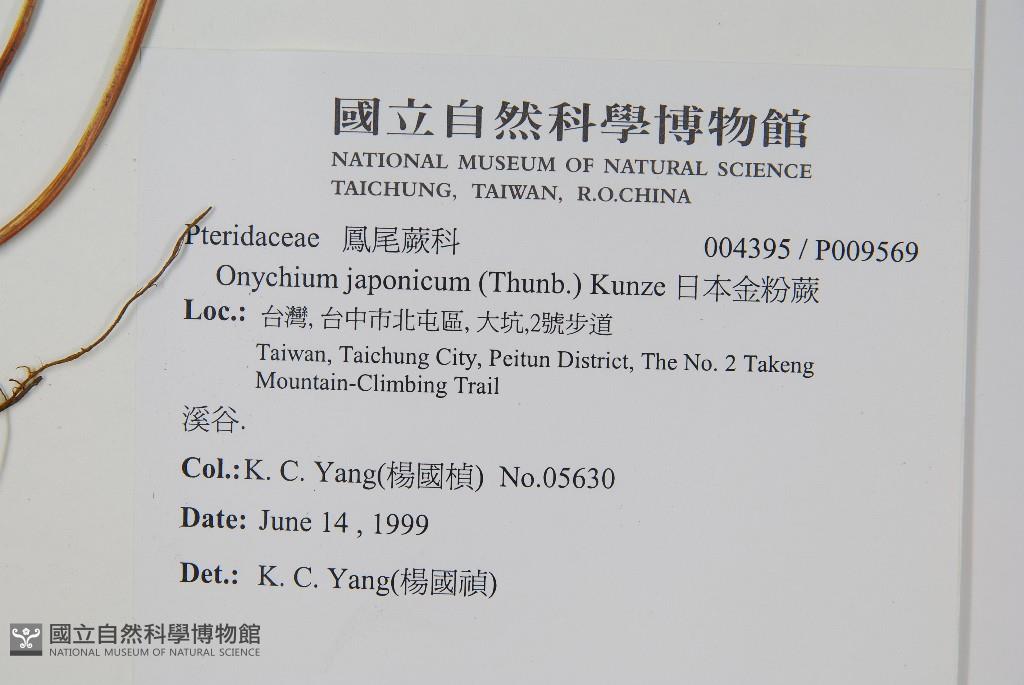 國立自然科學博物館
NATIONAL MUSEUM OF NATURAL SCIENCE
TAICHUNG, TAIWAN, R.O.CHINA
Pteridaceae 鳳尾蕨科 004395 / P009569
Onychium japonicum (Thunb.) Kunze 日本金粉蕨
Loc.: 台灣, 台中市北屯區, 大坑,2號步道
Taiwan, Taichung City, Peitun District, The No. 2 Takeng
Mountain-Climbing Trail
溪谷.
Col.:K. C. Yang(楊國楨) No.05630
Date: June 14 , 1999
Det.: K. C. Yang(楊國禎)
國立自然科學博物館
NATIONAL MUSEUM OF NATURAL SCIENCE